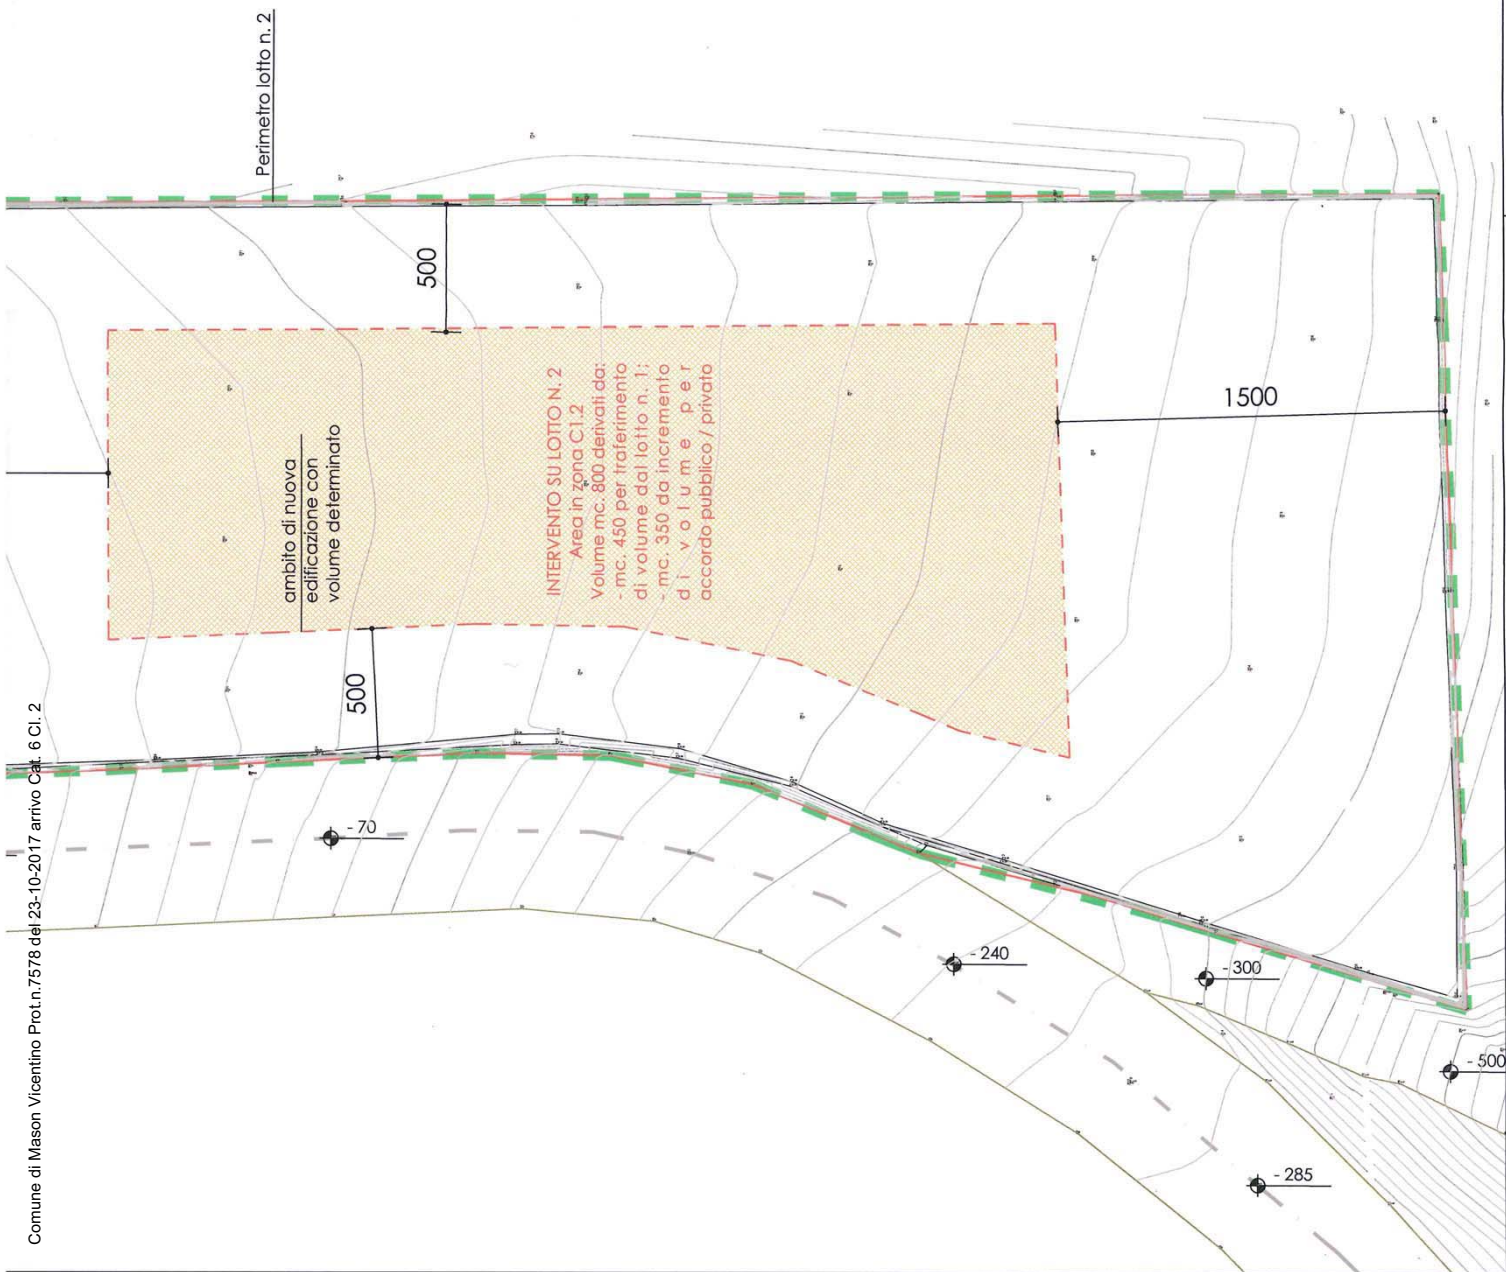 Comune di Mason Vicentino Prot.n.7578 del 23-10-2017 arrivo Cat. 6 Cl. 2
Perimetro lotto n. 2
500
ambito di nuova
edificazione con
volume determinato
INTERVENTO SU LOTTO N. 2
Area in zona C1.2
Volume mc. 800 derivati da:
- mc. 450 per traferimento
di volume dal lotto n. 1;
- mc. 350 da incremento
di volume per
accordo pubblico / privato
1500
500
- 70
- 240
- 300
- 500
- 285